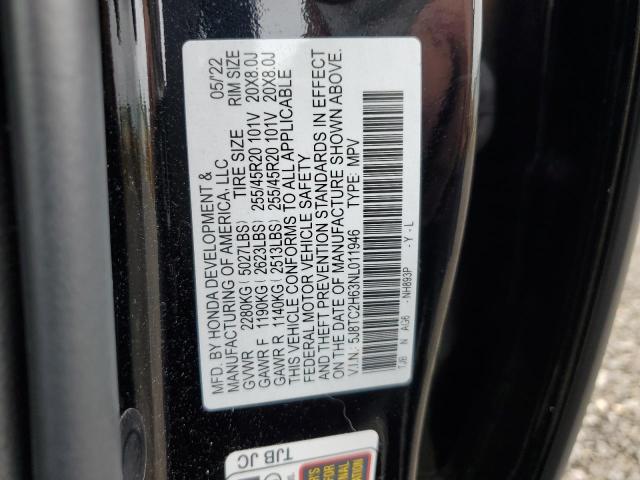 MFD. BY HONDA DEVELOPMENT & 05/'22
MANUFACTURING OF AMERICA, LLC
TIRE SIZE RIM SIZE
GVWR 2280KG ( 5027LBS)
GAWR F 1190KG ( 2623LBS) 255/45R20 101V 20X8.0J
GAWR R 1140KG ( 2513LBS) 255/45R20 101V 20X8.0J
THIS VEHICLE CONFORMS TO ALL APPLICABLE
FEDERAL MOTOR VEHICLE SAFETY
AND THEFT PREVENTION STANDARDS IN EFFECT
ON THE DATE OF MANUFACTURE SHOWN ABOVE.
V.I.N.: 5J8TC2H63NL011946 TYPE: MPV
TJB N AG6 - NH893P - Y - L
TJB JC